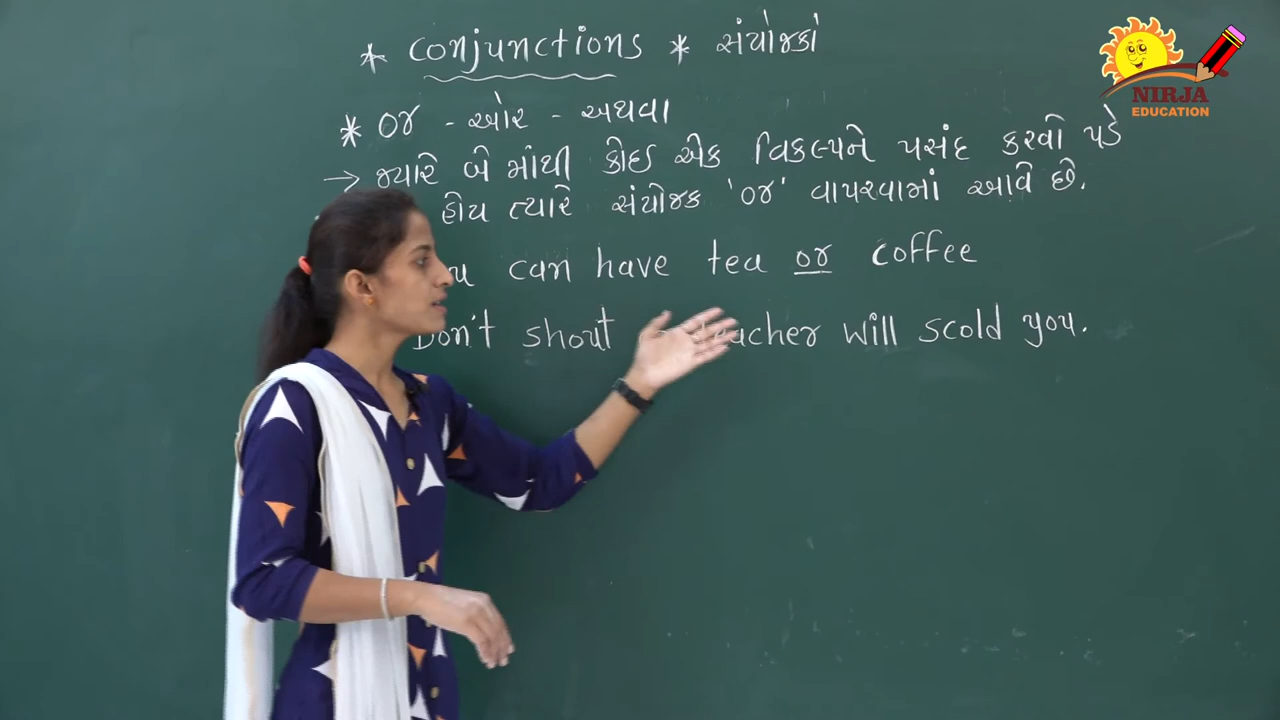 * Conjunctions * સંયોજકો
* or - ઓર - અથવા
→ જ્યારે બે માંથી કોઈ એક વિકલ્પને પસંદ કરવો પડે
હોય ત્યારે સંયોજક 'or' વાપરવામાં આવે છે.
can have tea or coffee
Don't shout teacher will scold you.
NIRJA
EDUCATION